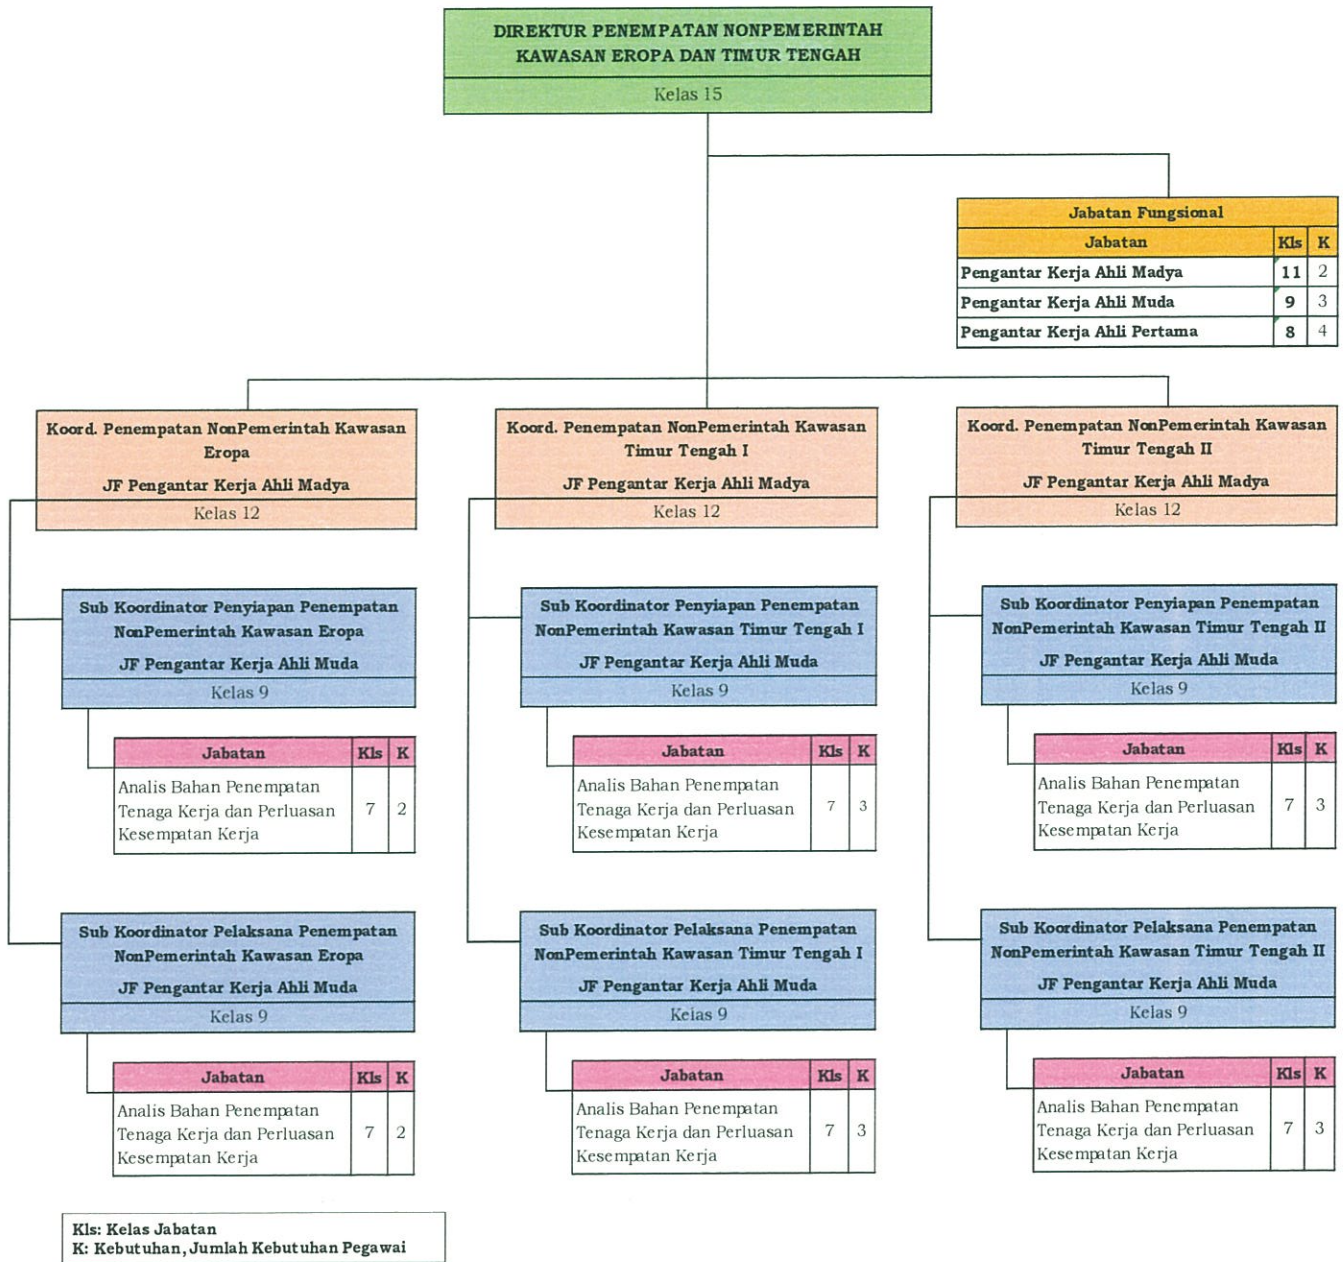 DIREKTUR PENEMPATAN NONPEMERINTAH
KAWASAN EROPA DAN TIMUR TENGAH
Kelas 15
Jabatan Fungsional
Jabatan Kls K
Pengantar Kerja Ahli Madya 11 2
Pengantar Kerja Ahli Muda 9 3
Pengantar Kerja Ahli Pertama 8 4
Koord. Penempatan NonPemerintah Kawasan
Eropa
JF Pengantar Kerja Ahli Madya
Kelas 12
Sub Koordinator Penyiapan Penempatan
NonPemerintah Kawasan Eropa
JF Pengantar Kerja Ahli Muda
Kelas 9
Jabatan Kls K
Analis Bahan Penempatan
Tenaga Kerja dan Perluasan 7 2
Kesempatan Kerja
Sub Koordinator Pelaksana Penempatan
NonPemerintah Kawasan Eropa
JF Pengantar Kerja Ahli Muda
Kelas 9
Jabatan Kls K
Analis Bahan Penempatan
Tenaga Kerja dan Perluasan 7 2
Kesempatan Kerja
Koord. Penempatan NonPemerintah Kawasan
Timur Tengah I
JF Pengantar Kerja Ahli Madya
Kelas 12
Sub Koordinator Penyiapan Penempatan
NonPemerintah Kawasan Timur Tengah I
JF Pengantar Kerja Ahli Muda
Kelas 9
Jabatan Kls K
Analis Bahan Penempatan
Tenaga Kerja dan Perluasan 7 3
Kesempatan Kerja
Sub Koordinator Pelaksana Penempatan
NonPemerintah Kawasan Timur Tengah I
JF Pengantar Kerja Ahli Muda
Kelas 9
Jabatan Kls K
Analis Bahan Penempatan
Tenaga Kerja dan Perluasan 7 3
Kesempatan Kerja
Koord. Penempatan NonPemerintah Kawasan
Timur Tengah II
JF Pengantar Kerja Ahli Madya
Kelas 12
Sub Koordinator Penyiapan Penempatan
NonPemerintah Kawasan Timur Tengah II
JF Pengantar Kerja Ahli Muda
Kelas 9
Jabatan Kls K
Analis Bahan Penempatan
Tenaga Kerja dan Perluasan 7 3
Kesempatan Kerja
Sub Koordinator Pelaksana Penempatan
NonPemerintah Kawasan Timur Tengah II
JF Pengantar Kerja Ahli Muda
Kelas 9
Jabatan Kls K
Analis Bahan Penempatan
Tenaga Kerja dan Perluasan 7 3
Kesempatan Kerja
Kls: Kelas Jabatan
K: Kebutuhan, Jumlah Kebutuhan Pegawai